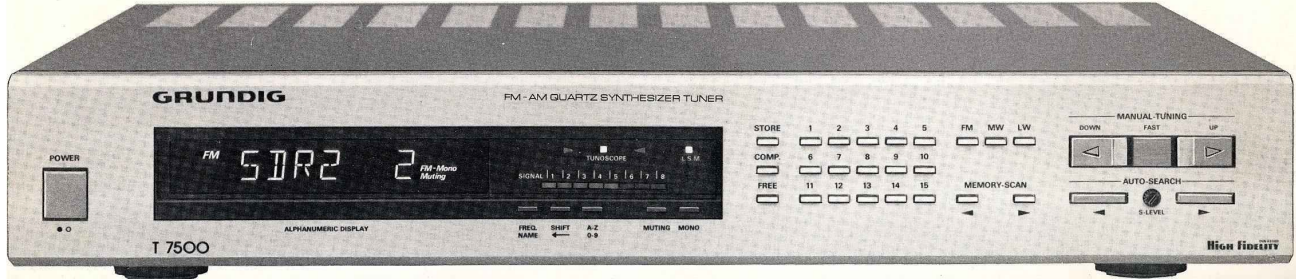 GRUNDIG
FM-AM QUARTZ SYNTHESIZER TUNER
POWER
FM SDR2 2 FM-Mono
Muting
TUNOSCOPE
L.S.M.
SIGNAL 1 2 3 4 5 6 7 8
ALPHANUMERIC DISPLAY
FREQ. SHIFT A-Z MUTING MONO
NAME ← 0-9
T 7500
STORE 1 2 3 4 5 FM MW LW
COMP. 6 7 8 9 10
FREE 11 12 13 14 15 MEMORY-SCAN
MANUAL-TUNING
DOWN FAST UP
AUTO-SEARCH
S-LEVEL
HIGH FIDELITY